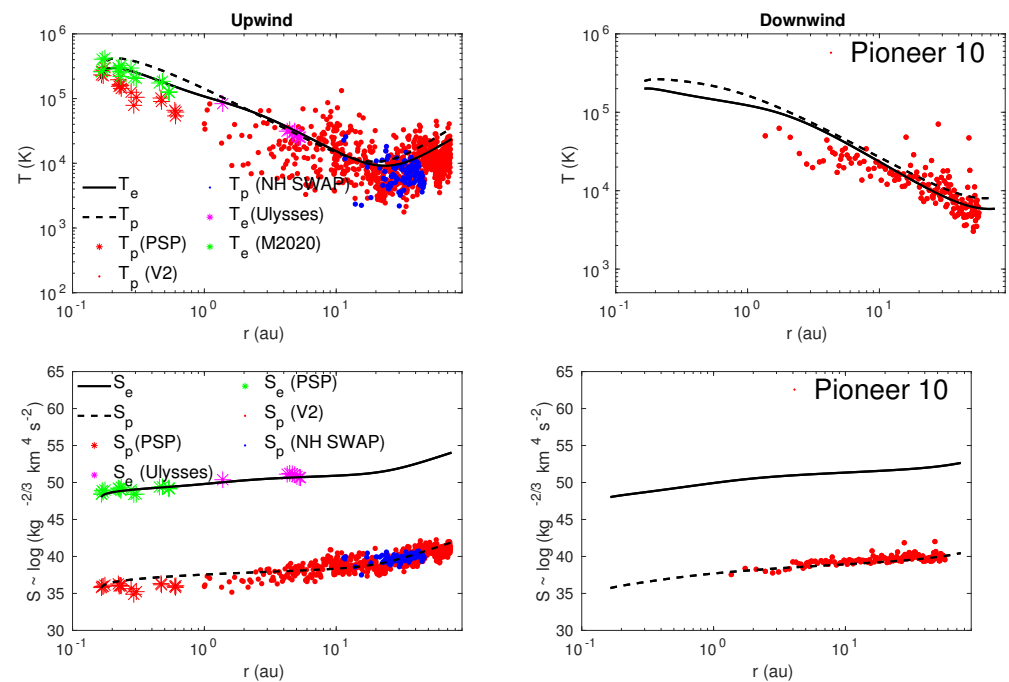 Upwind
T (K)
10^6
10^5
10^4
10^3
10^2
T_e
T_p
T_p(PSP)
T_p (V2)
T_p (NH SWAP)
T_e(Ulysses)
T_e (M2020)
10^-1
10^0
10^1
r (au)
Downwind
T (K)
10^6
10^5
10^4
10^3
Pioneer 10
10^-1
10^0
10^1
r (au)
S ~ log (kg^-2/3 km^4 s^-2)
65
60
55
50
45
40
35
30
S_e
S_p
S_p(PSP)
S_e (Ulysses)
S_e (PSP)
S_p (V2)
S_p (NH SWAP)
10^-1
10^0
10^1
r (au)
S ~ log (kg^-2/3 km^4 s^-2)
65
60
55
50
45
40
35
30
Pioneer 10
10^-1
10^0
10^1
r (au)